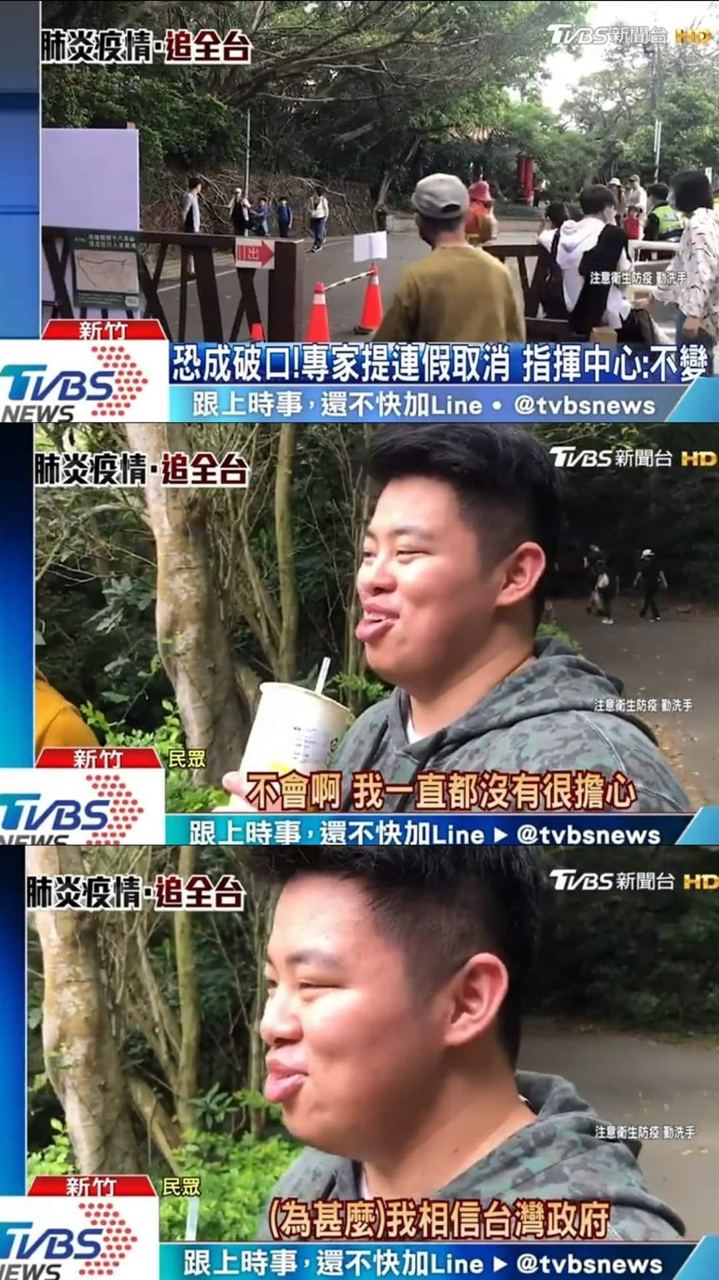 肺炎疫情·追全台
TVBS新聞台 HD
出
注意衛生防疫 勤洗手
新竹
恐成破口!專家提連假取消 指揮中心:不變
TVBS
NEWS
跟上時事,還不快加Line • @tvbsnews
肺炎疫情·追全台
TVBS新聞台 HD
注意衛生防疫 勤洗手
新竹
民眾
不會啊 我一直都沒有很擔心
TVBS
NEWS
跟上時事,還不快加Line ▶ @tvbsnews
肺炎疫情·追全台
TVBS新聞台 HD
注意衛生防疫 勤洗手
新竹
民眾
(為甚麼)我相信台灣政府
TVBS
NEWS
跟上時事,還不快加Line ▶ @tvbsnews